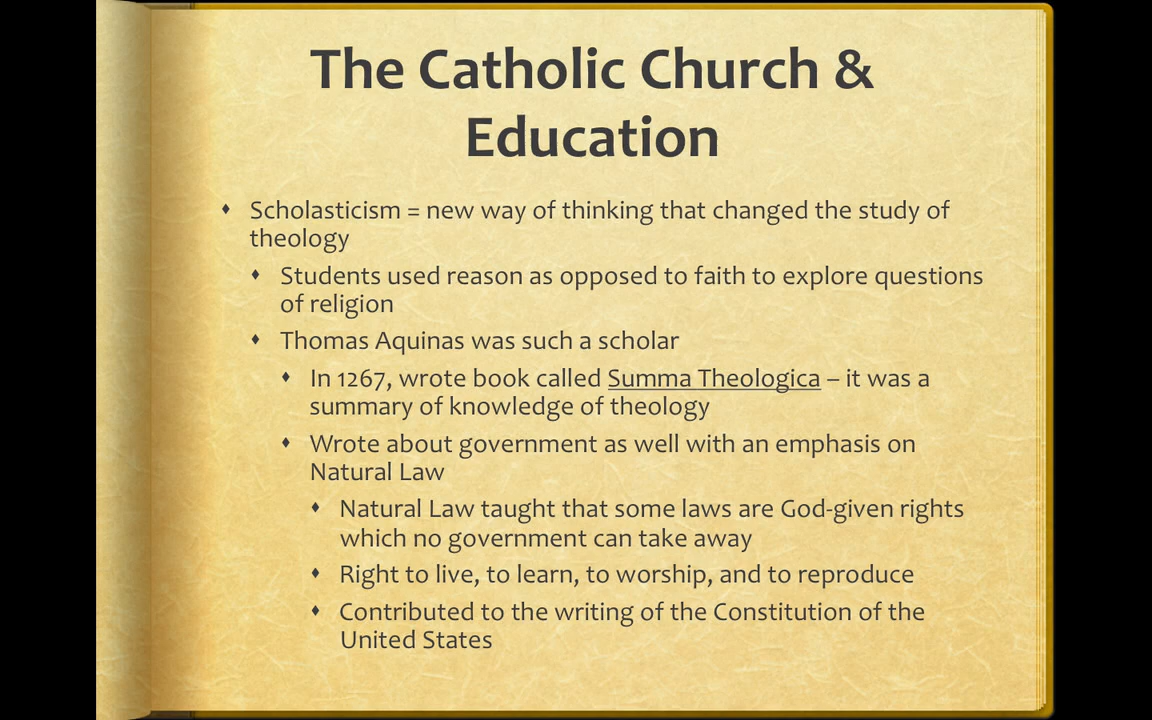 The Catholic Church &
Education
Scholasticism = new way of thinking that changed the study of
theology
Students used reason as opposed to faith to explore questions
of religion
Thomas Aquinas was such a scholar
In 1267, wrote book called Summa Theologica – it was a
summary of knowledge of theology
Wrote about government as well with an emphasis on
Natural Law
Natural Law taught that some laws are God-given rights
which no government can take away
Right to live, to learn, to worship, and to reproduce
Contributed to the writing of the Constitution of the
United States